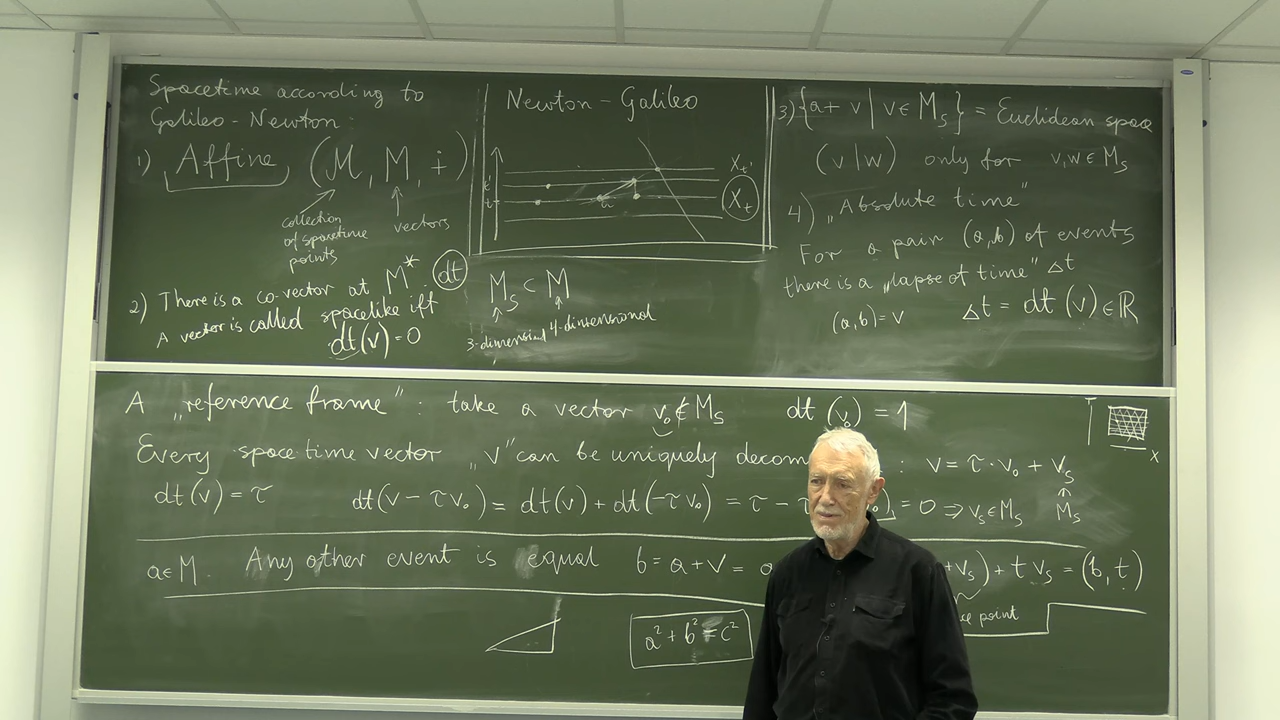 Spacetime according to
Galileo-Newton:
1) Affine (M, M, +)
collection
of spacetime
points
vectors
2) There is a co-vector at M* dt
A vector is called spacelike iff
dt(v)=0
Newton-Galileo
t'
t
X_t'
X_t
u
M_S ⊂ M
3-dimensional
4-dimensional
3) {a+v | v∈M_S} = Euclidean space
(v|w) only for v,w∈M_S
4) „Absolute time"
For a pair (a,b) of events
there is a „lapse of time" Δt
(a,b)=v Δt = dt(v)∈ℝ
A „reference frame": take a vector v₀∉M_S dt(v₀)=1
Every spacetime vector „v" can be uniquely decom : v=τ·v₀+v_S
dt(v)=τ dt(v-τv₀)=dt(v)+dt(-τv₀)=τ-τ =0⇒v_S∈M_S M_S
T
x
a∈M. Any other event is equal b=a+v= +v_S)+t v_S=(b,t)
point
a²+b²=c²